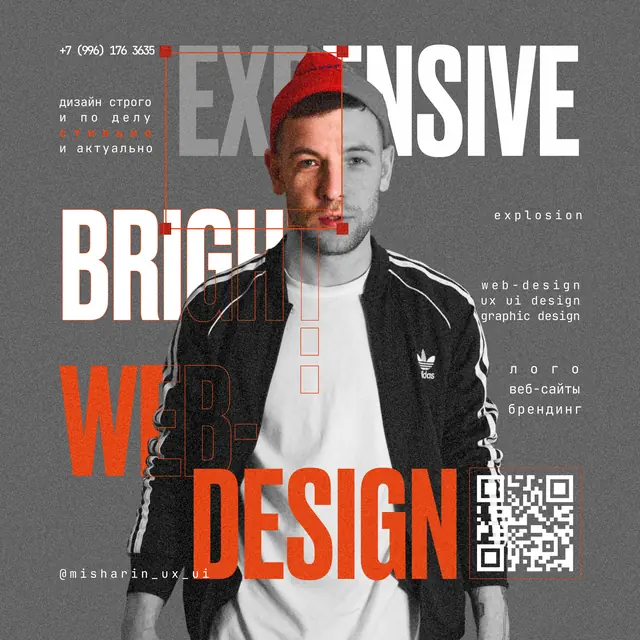 +7 (996) 176 3635
EXPENSIVE
дизайн строго
и по делу
стильно
и актуально
BRIGHT
explosion
web-design
ux ui design
graphic design
лого
веб-сайты
брендинг
WEB-
DESIGN
@misharin_ux_ui